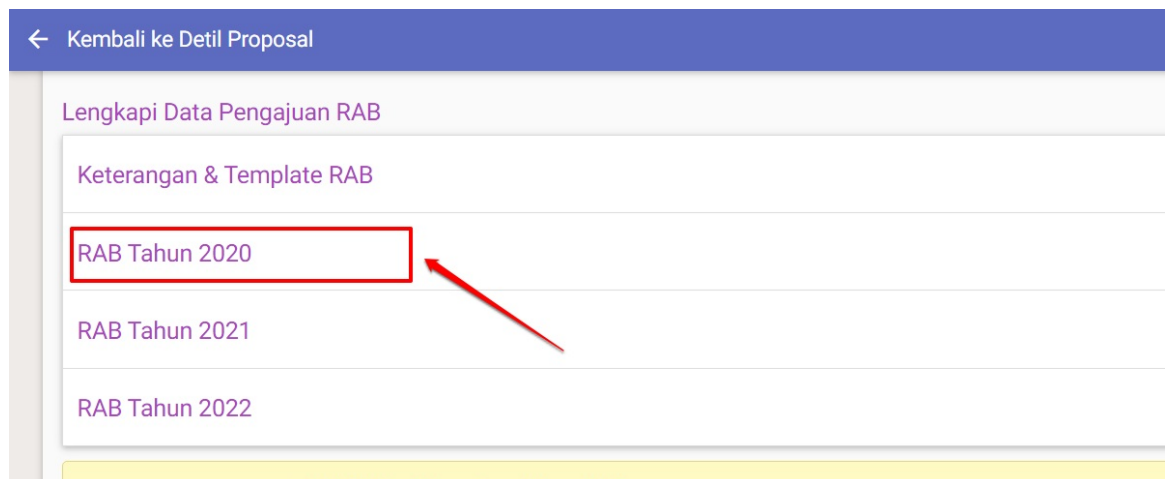 Kembali ke Detil Proposal
Lengkapi Data Pengajuan RAB
Keterangan & Template RAB
RAB Tahun 2020
RAB Tahun 2021
RAB Tahun 2022